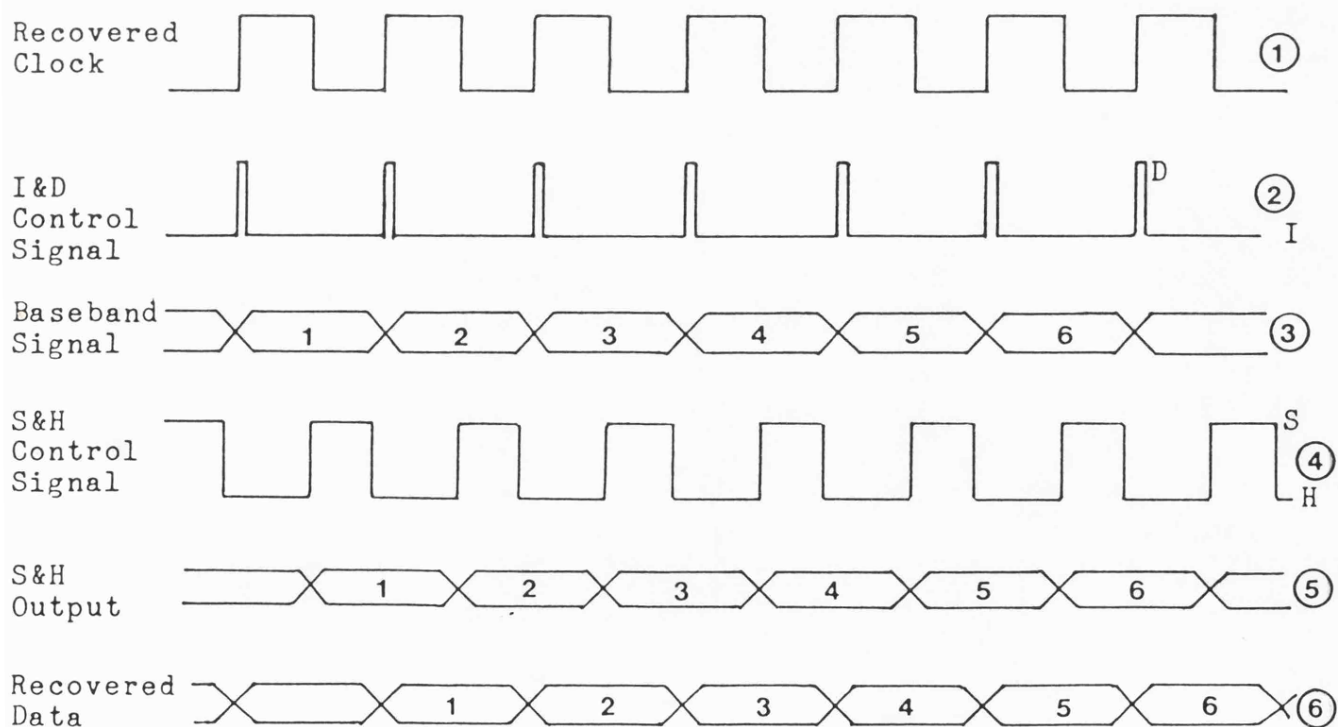 Recovered
Clock
①
I&D
Control
Signal
D
②
I
Baseband
Signal
1 2 3 4 5 6
③
S&H
Control
Signal
S
④
H
S&H
Output
1 2 3 4 5 6
⑤
Recovered
Data
1 2 3 4 5 6
⑥